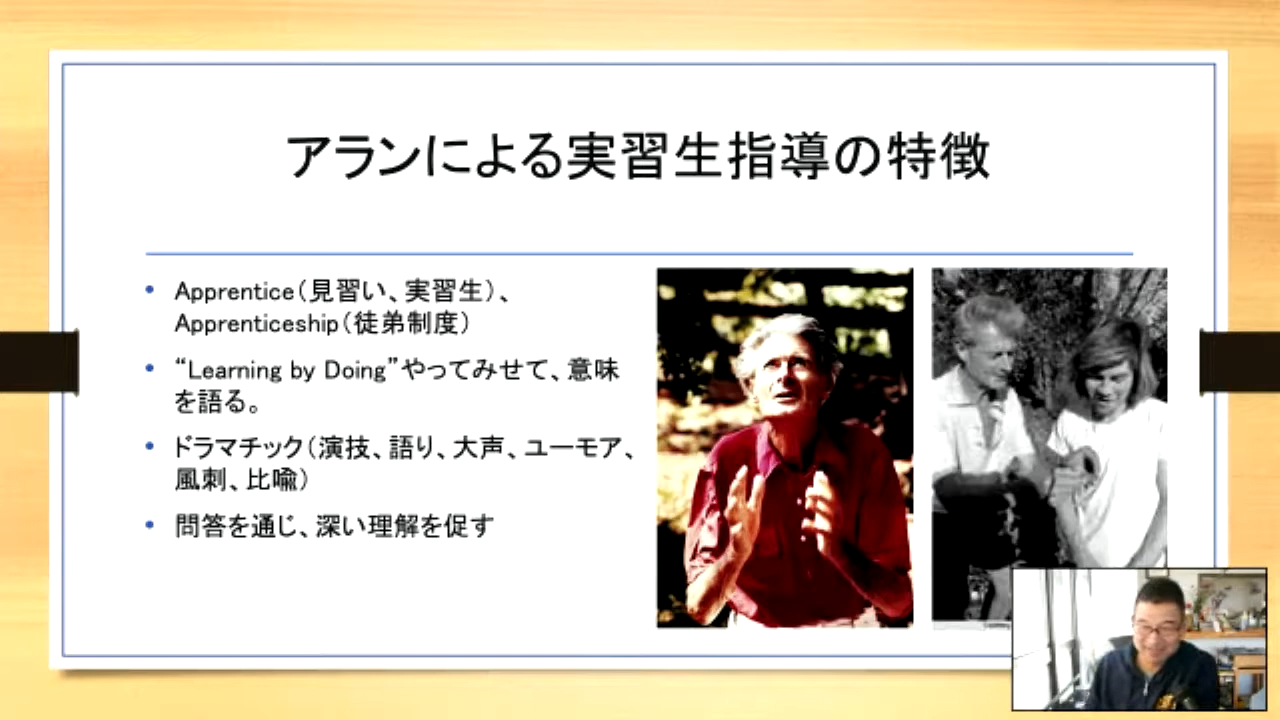 アランによる実習生指導の特徴
• Apprentice（見習い、実習生）、
Apprenticeship（徒弟制度）
• “Learning by Doing”やってみせて、意味
を語る。
• ドラマチック（演技、語り、大声、ユーモア、
風刺、比喩）
• 問答を通じ、深い理解を促す